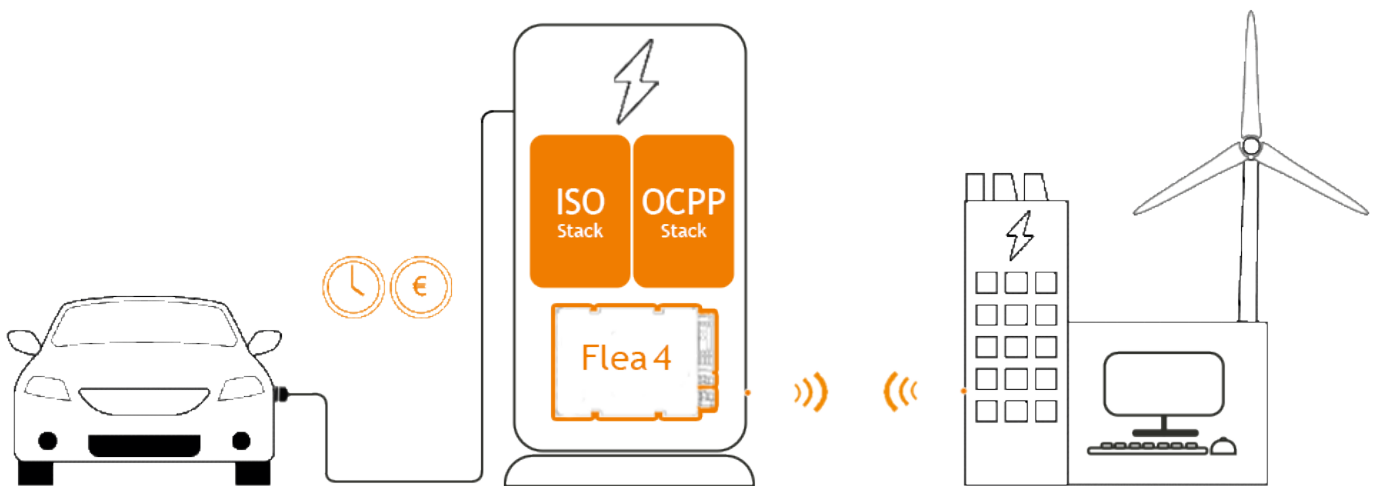 ISO
Stack
OCPP
Stack
€
Flea 4